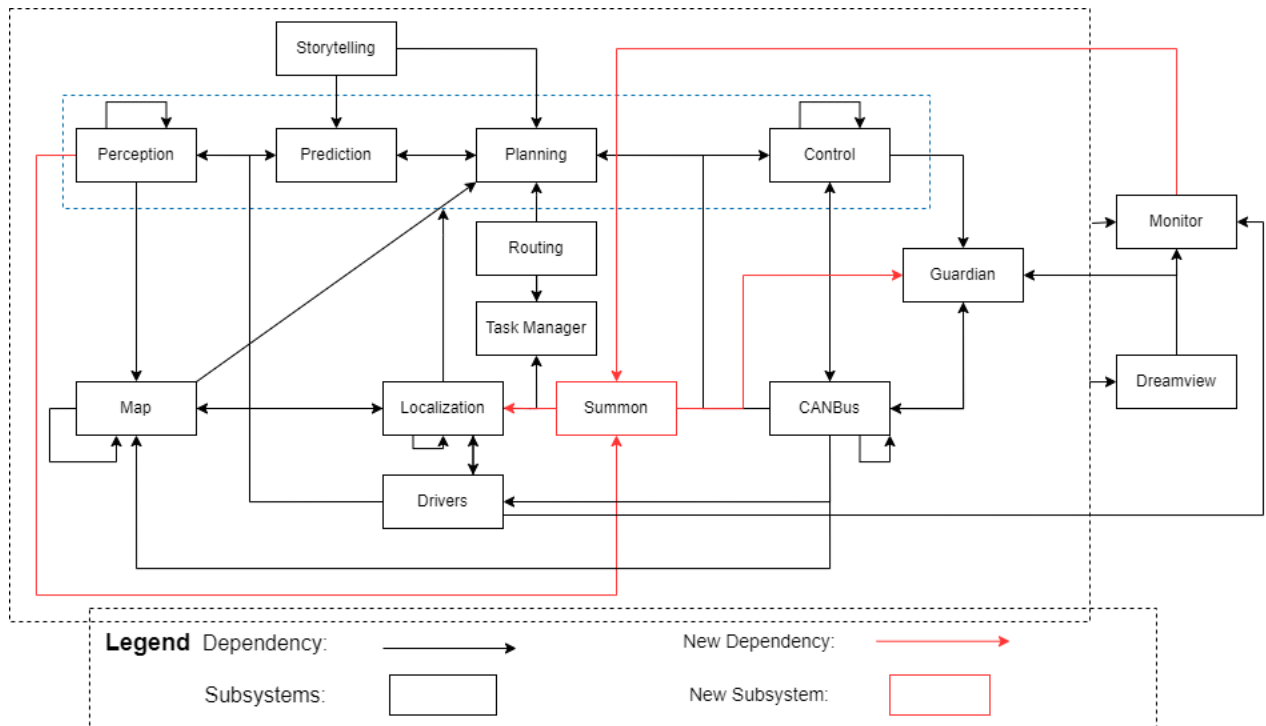 Storytelling
Perception
Prediction
Planning
Control
Monitor
Routing
Guardian
Task Manager
Dreamview
Map
Localization
Summon
CANBus
Drivers
Legend Dependency:
New Dependency:
Subsystems:
New Subsystem: